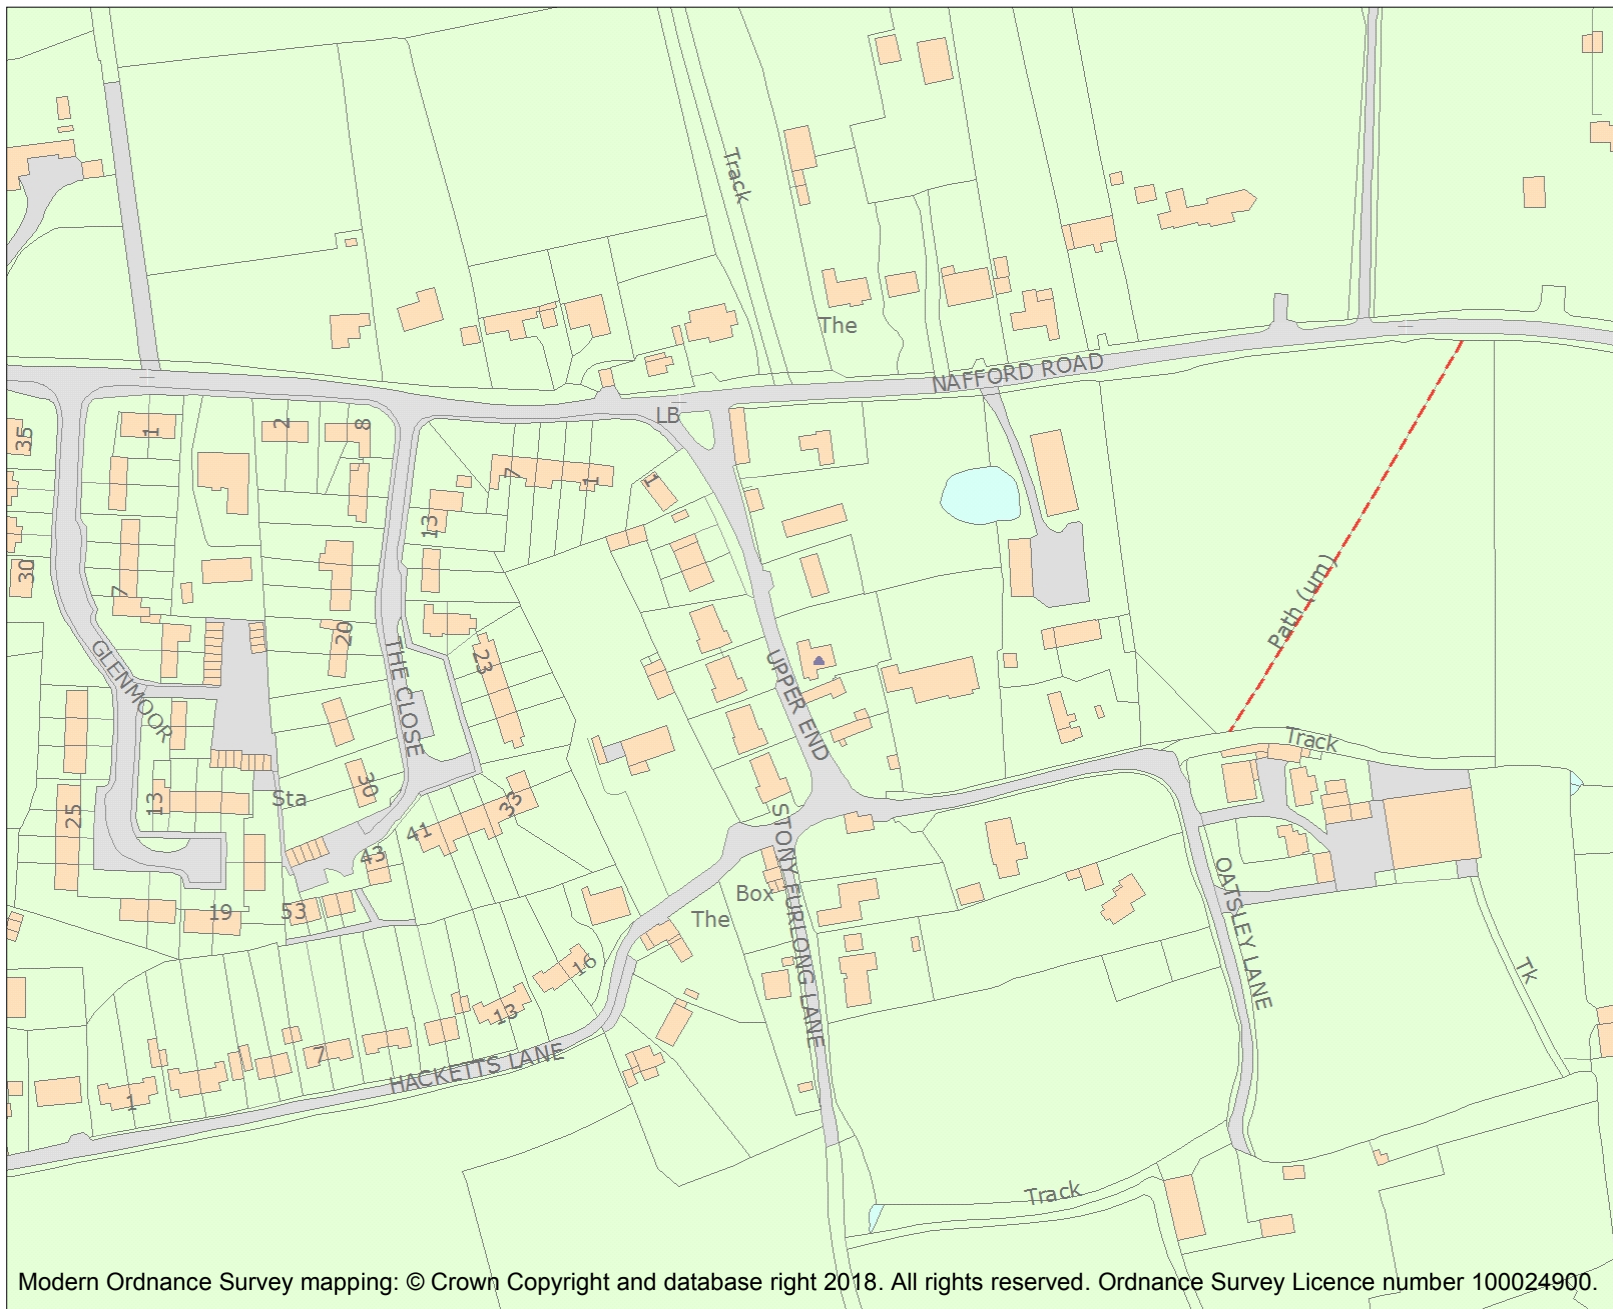 Track
The
NAFFORD ROAD
LB
35
1
2
8
7
1
1
13
30
7
Path (um)
20
23
GLENMOOR
THE CLOSE
UPPER END
Track
25
13
Sta
30
33
41
43
STONY FURLONG LANE
OATSLEY LANE
Box
The
19
53
16
Tk
13
7
HACKETTS LANE
1
Track
Modern Ordnance Survey mapping: © Crown Copyright and database right 2018. All rights reserved. Ordnance Survey Licence number 100024900.